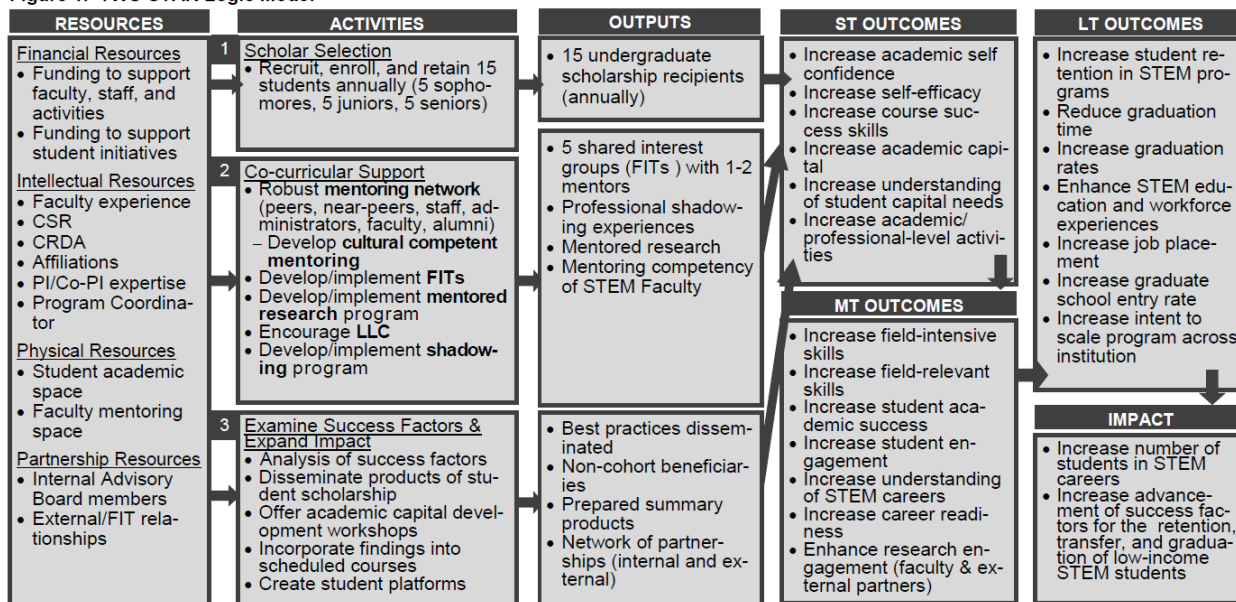 RESOURCES
Financial Resources
• Funding to support
faculty, staff, and
activities
• Funding to support
student initiatives
Intellectual Resources
• Faculty experience
• CSR
• CRDA
• Affiliations
• PI/Co-PI expertise
• Program Coordina-
tor
Physical Resources
• Student academic
space
• Faculty mentoring
space
Partnership Resources
• Internal Advisory
Board members
• External/FIT rela-
tionships
ACTIVITIES
1 Scholar Selection
• Recruit, enroll, and retain 15
students annually (5 sopho-
mores, 5 juniors, 5 seniors)
2 Co-curricular Support
• Robust mentoring network
(peers, near-peers, staff, ad-
ministrators, faculty, alumni)
– Develop cultural competent
mentoring
• Develop/implement FITs
• Develop/implement mentored
research program
• Encourage LLC
• Develop/implement shadow-
ing program
3 Examine Success Factors &
Expand Impact
• Analysis of success factors
• Disseminate products of stu-
dent scholarship
• Offer academic capital devel-
opment workshops
• Incorporate findings into
scheduled courses
• Create student platforms
OUTPUTS
• 15 undergraduate
scholarship recipients
(annually)
• 5 shared interest
groups (FITs ) with 1-2
mentors
• Professional shadow-
ing experiences
• Mentored research
• Mentoring competency
of STEM Faculty
• Best practices dissem-
inated
• Non-cohort beneficiar-
ies
• Prepared summary
products
• Network of partner-
ships (internal and ex-
ternal)
ST OUTCOMES
• Increase academic self
confidence
• Increase self-efficacy
• Increase course suc-
cess skills
• Increase academic capi-
tal
• Increase understanding
of student capital needs
• Increase academic/
professional-level activi-
ties
MT OUTCOMES
• Increase field-intensive
skills
• Increase field-relevant
skills
• Increase student aca-
demic success
• Increase student en-
gagement
• Increase understanding
of STEM careers
• Increase career readi-
ness
• Enhance research en-
gagement (faculty & ex-
ternal partners)
LT OUTCOMES
• Increase student re-
tention in STEM pro-
grams
• Reduce graduation
time
• Increase graduation
rates
• Enhance STEM edu-
cation and workforce
experiences
• Increase job place-
ment
• Increase graduate
school entry rate
• Increase intent to
scale program across
institution
IMPACT
• Increase number of
students in STEM
careers
• Increase advance-
ment of success fac-
tors for the retention,
transfer, and gradua-
tion of low-income
STEM students